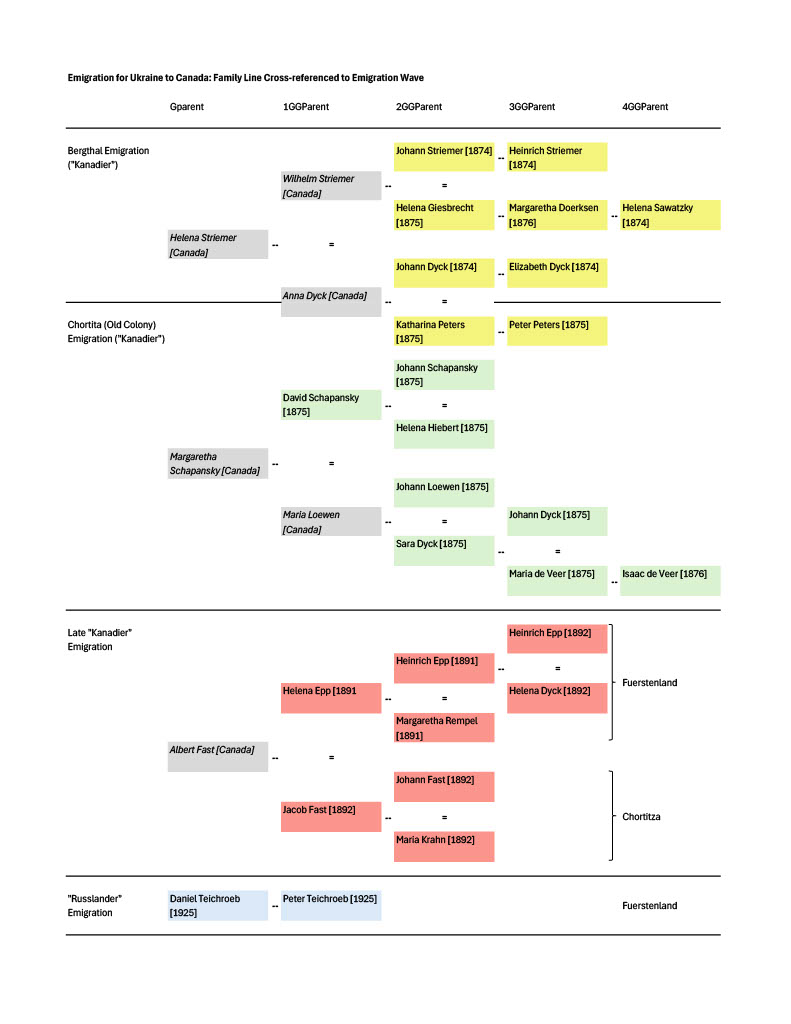 Emigration for Ukraine to Canada: Family Line Cross-referenced to Emigration Wave
Gparent 1GGParent 2GGParent 3GGParent 4GGParent
Bergthal Emigration
("Kanadier")
Johann Striemer [1874] -- Heinrich Striemer
[1874]
Wilhelm Striemer
[Canada] -- =
Helena Giesbrecht
[1875] -- Margaretha Doerksen
[1876] -- Helena Sawatzky
[1874]
Helena Striemer
[Canada] -- =
Johann Dyck [1874] -- Elizabeth Dyck [1874]
Anna Dyck [Canada] -- =
Chortita (Old Colony)
Emigration ("Kanadier")
Katharina Peters
[1875] -- Peter Peters [1875]
Johann Schapansky
[1875]
David Schapansky
[1875] -- =
Helena Hiebert [1875]
Margaretha
Schapansky [Canada] -- =
Johann Loewen [1875]
Maria Loewen
[Canada] -- =
Johann Dyck [1875]
Sara Dyck [1875] -- =
Maria de Veer [1875] -- Isaac de Veer [1876]
Late "Kanadier"
Emigration
Heinrich Epp [1892]
Heinrich Epp [1891] -- =
Fuerstenland
Helena Epp [1891 -- =
Helena Dyck [1892]
Margaretha Rempel
[1891]
Albert Fast [Canada] -- =
Johann Fast [1892]
Jacob Fast [1892] -- =
Chortitza
Maria Krahn [1892]
"Russlander"
Emigration
Daniel Teichroeb
[1925] -- Peter Teichroeb [1925]
Fuerstenland